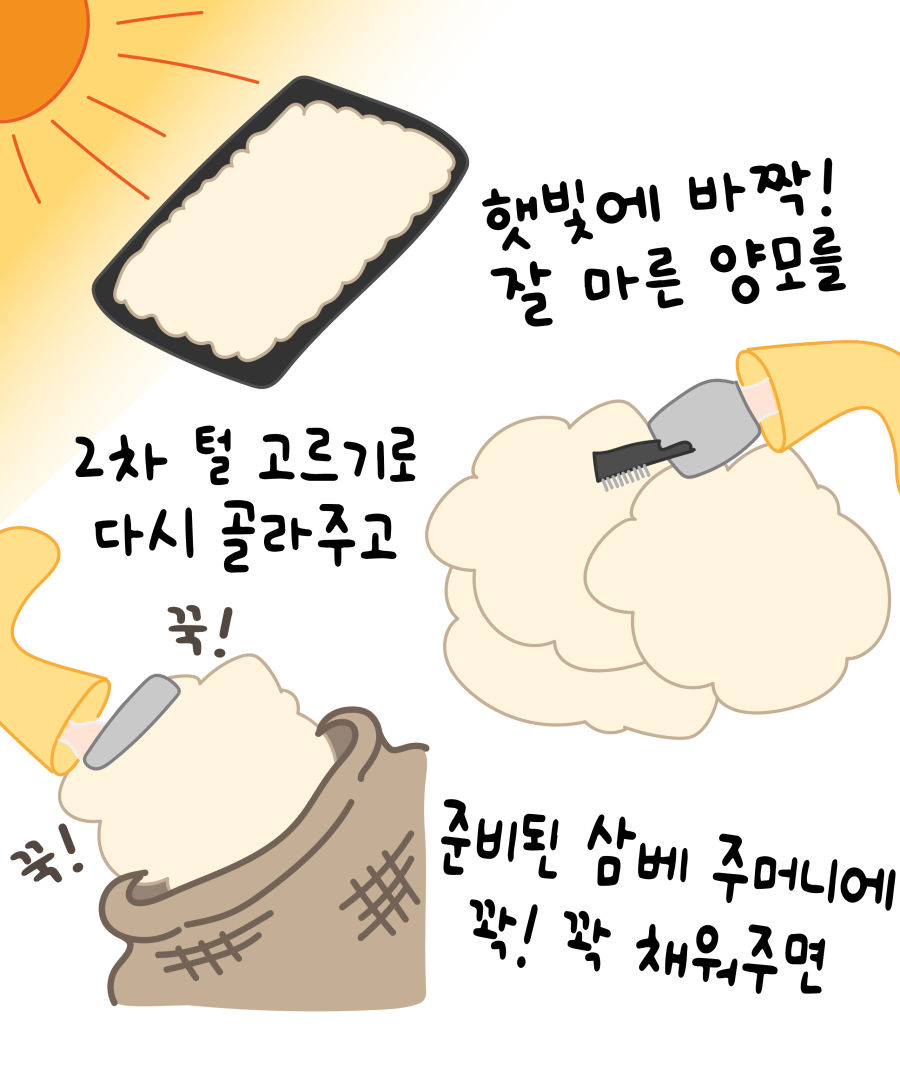 햇빛에 바짝!
잘 마른 양모를
2차 털 고르기로
다시 골라주고
꾹!
꾹!
준비된 삼베 주머니에
꽉! 꽉 채워주면